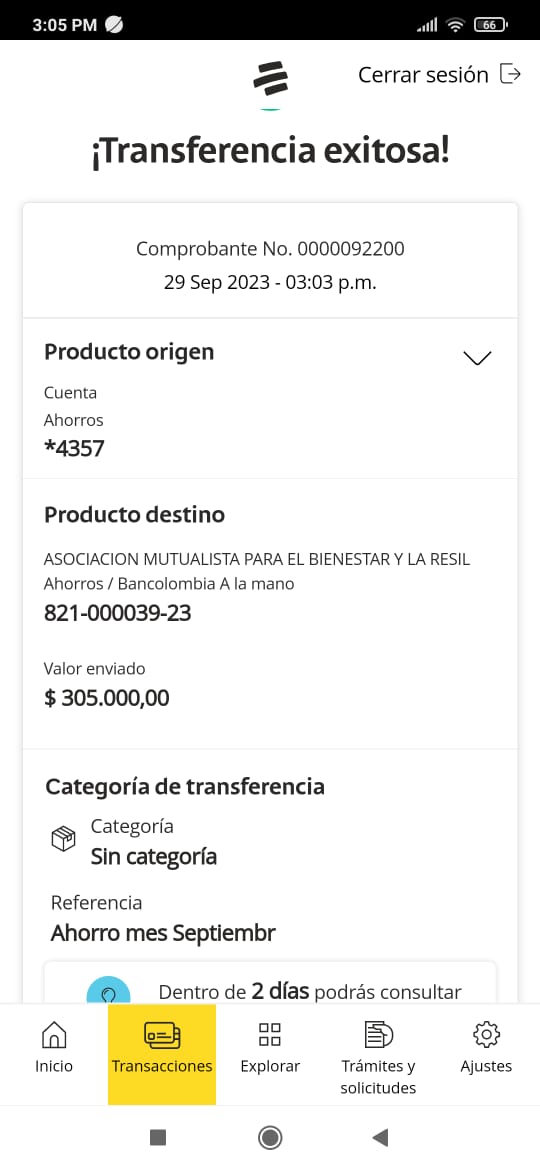 3:05 PM
66
Cerrar sesión
¡Transferencia exitosa!
Comprobante No. 0000092200
29 Sep 2023 - 03:03 p.m.
Producto origen
Cuenta
Ahorros
*4357
Producto destino
ASOCIACION MUTUALISTA PARA EL BIENESTAR Y LA RESIL
Ahorros / Bancolombia A la mano
821-000039-23
Valor enviado
$ 305.000,00
Categoría de transferencia
Categoría
Sin categoría
Referencia
Ahorro mes Septiembr
Dentro de 2 días podrás consultar
Inicio
Transacciones
Explorar
Trámites y
solicitudes
Ajustes